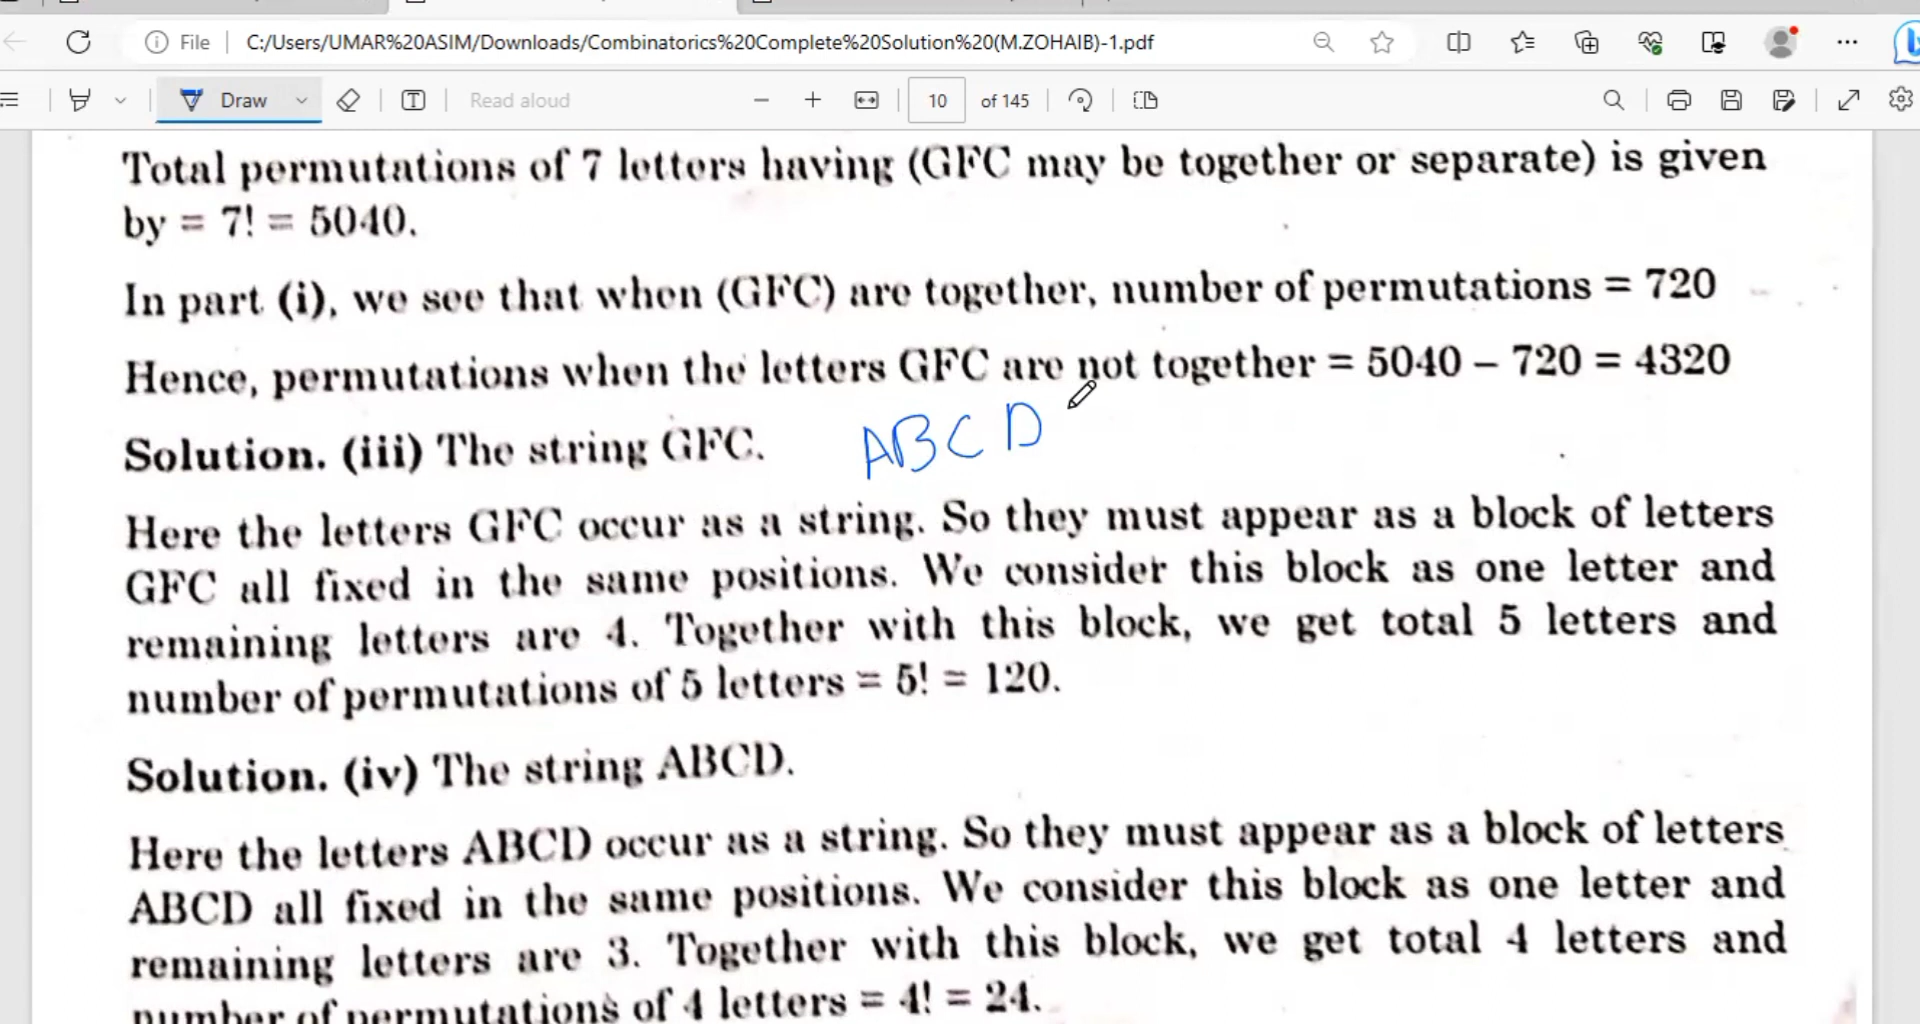 File C:/Users/UMAR%20ASIM/Downloads/Combinatorics%20Complete%20Solution%20(M.ZOHAIB)-1.pdf
Draw Read aloud 10 of 145
Total permutations of 7 letters having (GFC may be together or separate) is given
by = 7! = 5040.
In part (i), we see that when (GFC) are together, number of permutations = 720
Hence, permutations when the letters GFC are not together = 5040 – 720 = 4320
Solution. (iii) The string GFC. ABCD
Here the letters GFC occur as a string. So they must appear as a block of letters
GFC all fixed in the same positions. We consider this block as one letter and
remaining letters are 4. Together with this block, we get total 5 letters and
number of permutations of 5 letters = 5! = 120.
Solution. (iv) The string ABCD.
Here the letters ABCD occur as a string. So they must appear as a block of letters
ABCD all fixed in the same positions. We consider this block as one letter and
remaining letters are 3. Together with this block, we get total 4 letters and
number of permutations of 4 letters = 4! = 24.